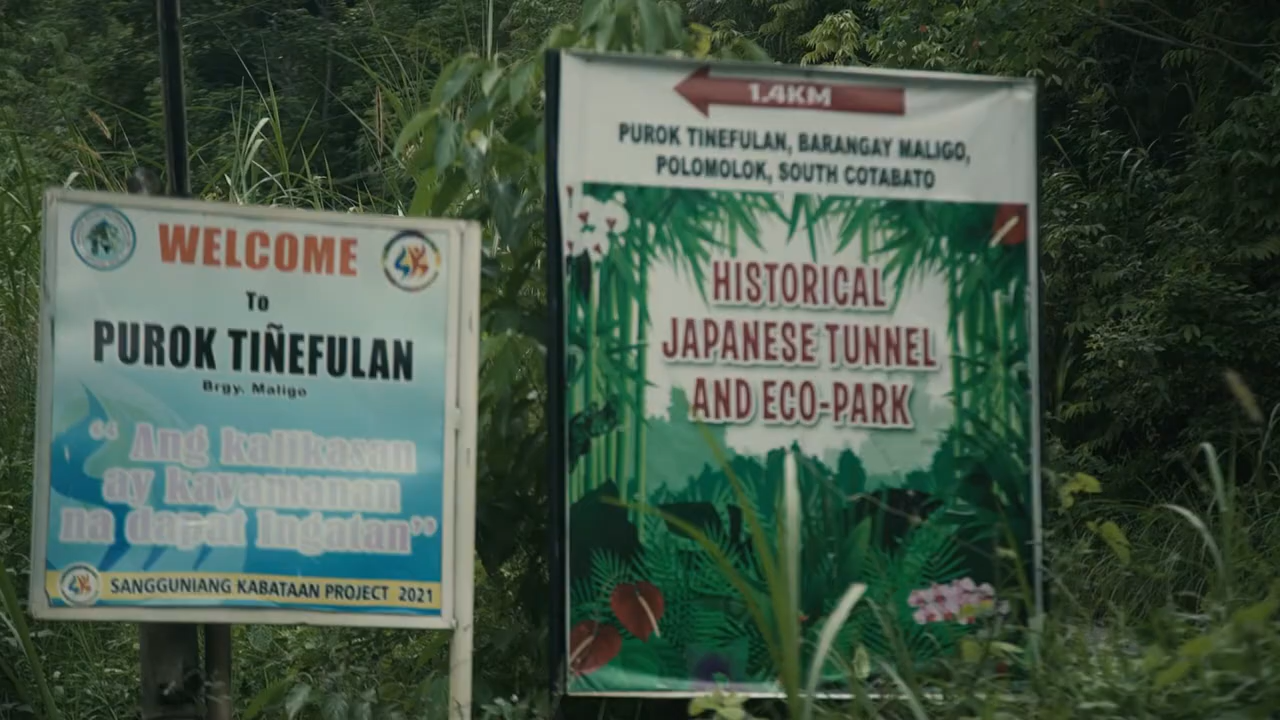 WELCOME
To
PUROK TIÑEFULAN
Brgy. Maligo
“Ang kalikasan
ay kayamanan
na dapat Ingatan”
SANGGUNIANG KABATAAN PROJECT 2021
1.4KM
PUROK TINEFULAN, BARANGAY MALIGO,
POLOMOLOK, SOUTH COTABATO
HISTORICAL
JAPANESE TUNNEL
AND ECO-PARK